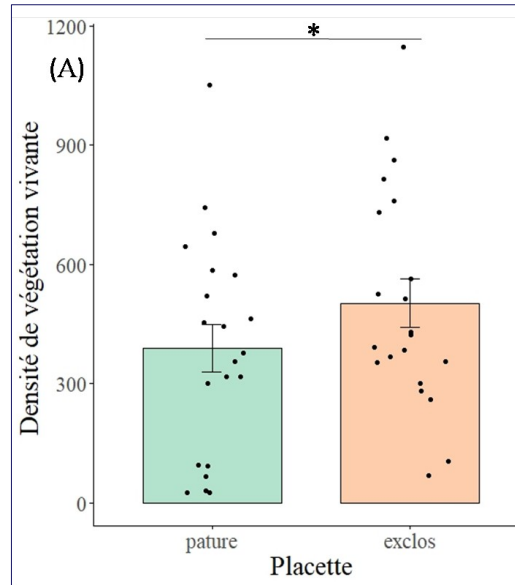 *
(A)
1200
900
600
300
0
Densité de végétation vivante
pature exclos
Placette